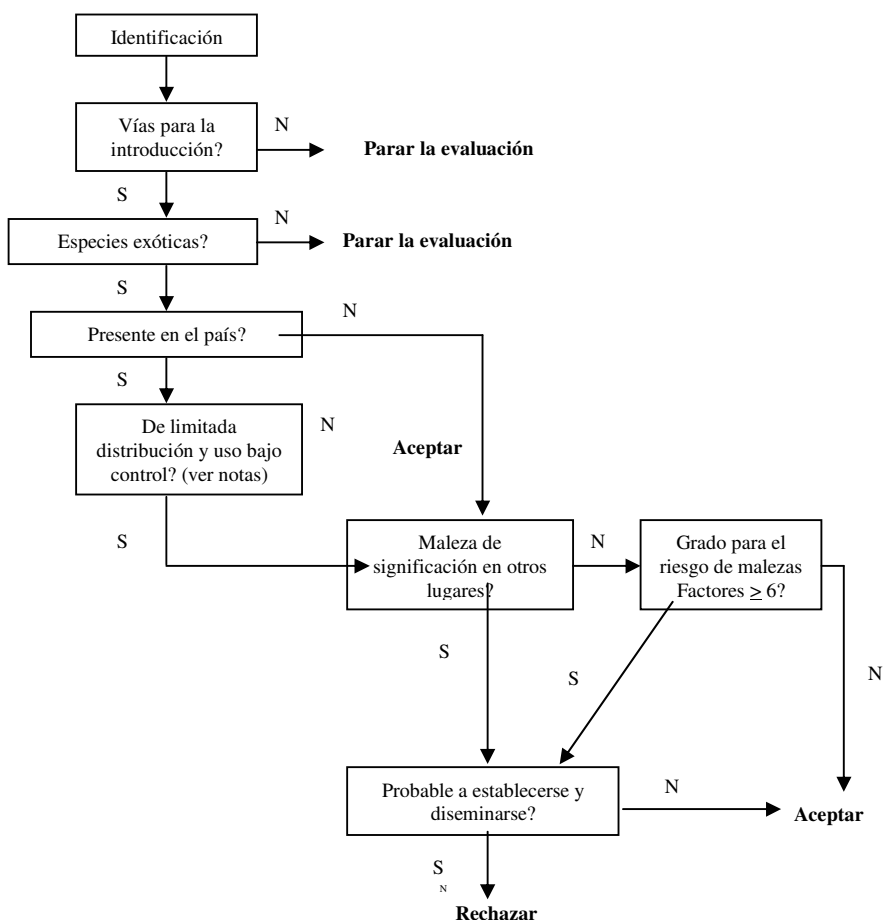 Identificación
Vías para la
introducción?
N
Parar la evaluación
S
Especies exóticas?
N
Parar la evaluación
S
Presente en el país?
N
S
De limitada
distribución y uso bajo
control? (ver notas)
N
Aceptar
S
Maleza de
significación en otros
lugares?
N
Grado para el
riesgo de malezas
Factores ≥ 6?
S
S
N
Probable a establecerse y
diseminarse?
N
Aceptar
S
N
Rechazar